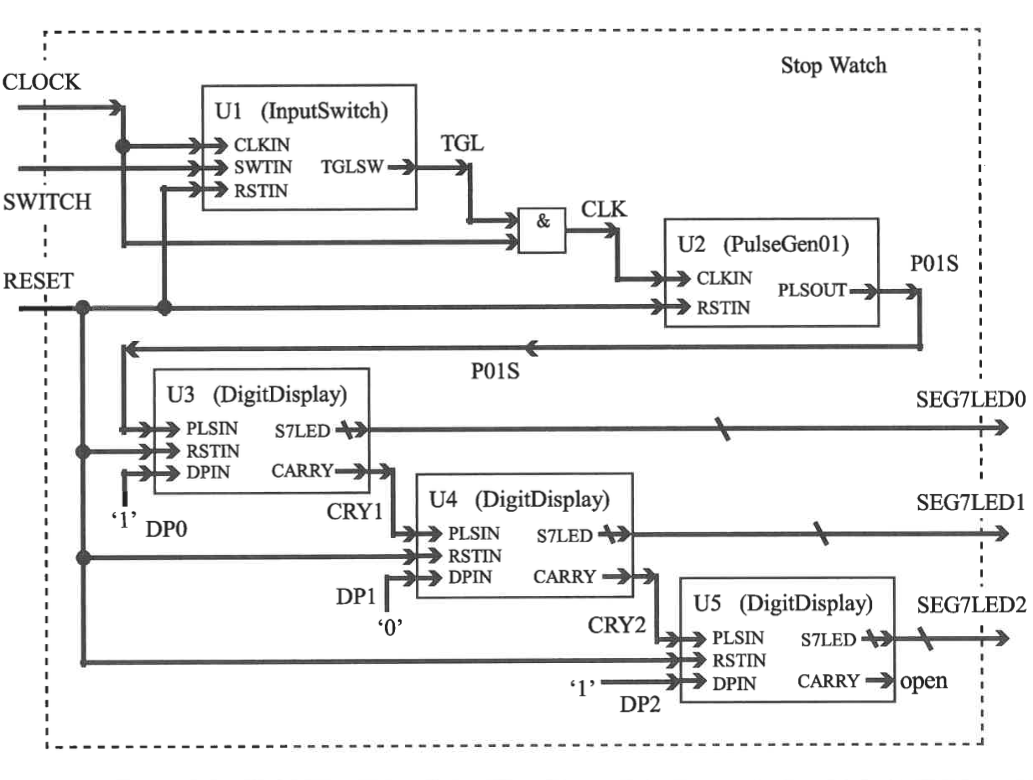 Stop Watch
CLOCK
U1 (InputSwitch)
CLKIN
SWTIN
TGLSW
RSTIN
TGL
SWITCH
&
CLK
U2 (PulseGen01)
CLKIN
PLSOUT
RSTIN
P01S
RESET
P01S
U3 (DigitDisplay)
PLSIN
S7LED
RSTIN
CARRY
DPIN
SEG7LED0
‘1’
DP0
CRY1
U4 (DigitDisplay)
PLSIN
S7LED
RSTIN
CARRY
DPIN
SEG7LED1
DP1
‘0’
CRY2
U5 (DigitDisplay)
PLSIN
S7LED
RSTIN
CARRY
DPIN
SEG7LED2
open
‘1’
DP2